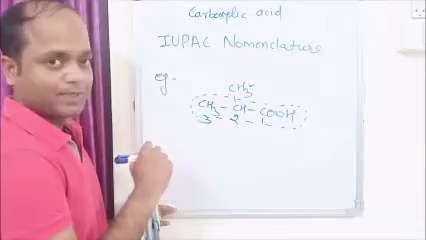 Carboxylic acid
IUPAC Nomenclature
eg -
CH3
CH3 - CH - COOH
3 - 2 - 1